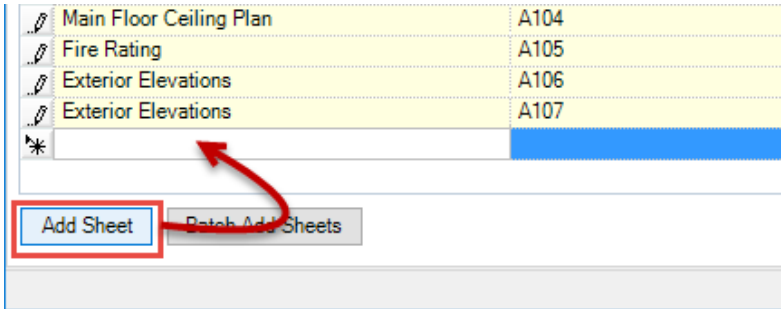 Main Floor Ceiling Plan A104
Fire Rating A105
Exterior Elevations A106
Exterior Elevations A107
Add Sheet Batch Add Sheets